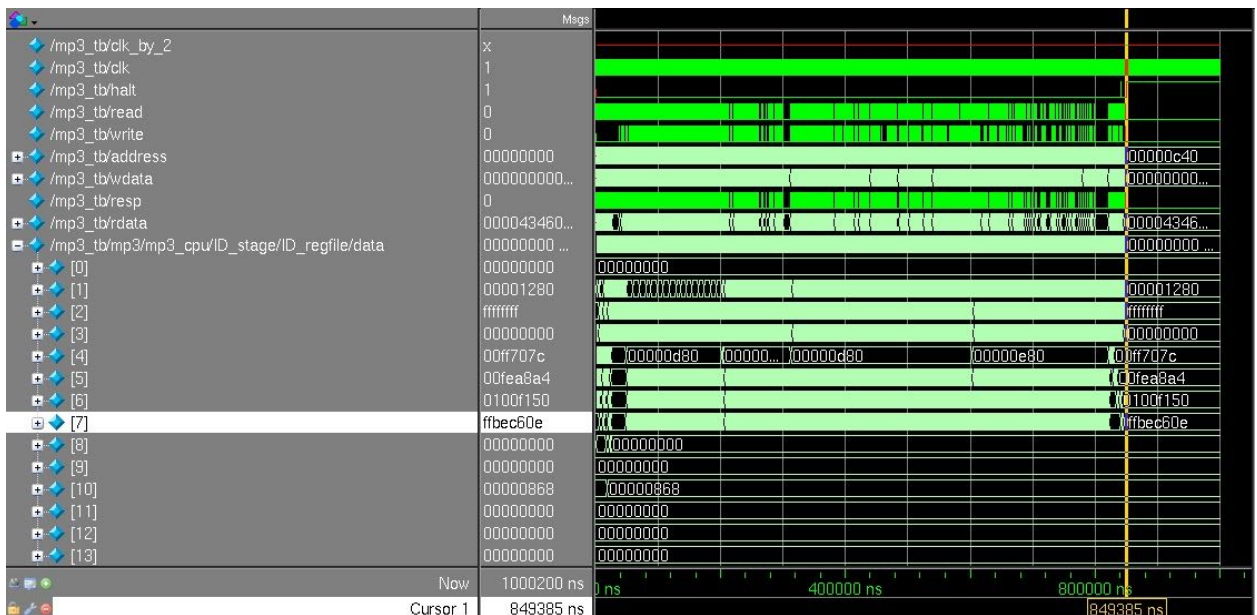 Msgs
/mp3_tb/clk_by_2 x
/mp3_tb/clk 1
/mp3_tb/halt 1
/mp3_tb/read 0
/mp3_tb/write 0
/mp3_tb/address 00000000 00000c40
/mp3_tb/wdata 000000000... 00000000...
/mp3_tb/resp 0
/mp3_tb/rdata 000043460... 00004346...
/mp3_tb/mp3/mp3_cpu/ID_stage/ID_regfile/data 00000000 ... 00000000 ...
[0] 00000000 00000000
[1] 00001280 00001280
[2] ffffffff ffffffff
[3] 00000000 00000000
[4] 00ff707c 00000d80 00000... 00000d80 00000e80 00ff707c
[5] 00fea8a4 00fea8a4
[6] 0100f150 0100f150
[7] ffbec60e ffbec60e
[8] 00000000 00000000
[9] 00000000 00000000
[10] 00000868 00000868
[11] 00000000 00000000
[12] 00000000 00000000
[13] 00000000 00000000
Now 1000200 ns ns 400000 ns 800000 ns
Cursor 1 849385 ns 849385 ns